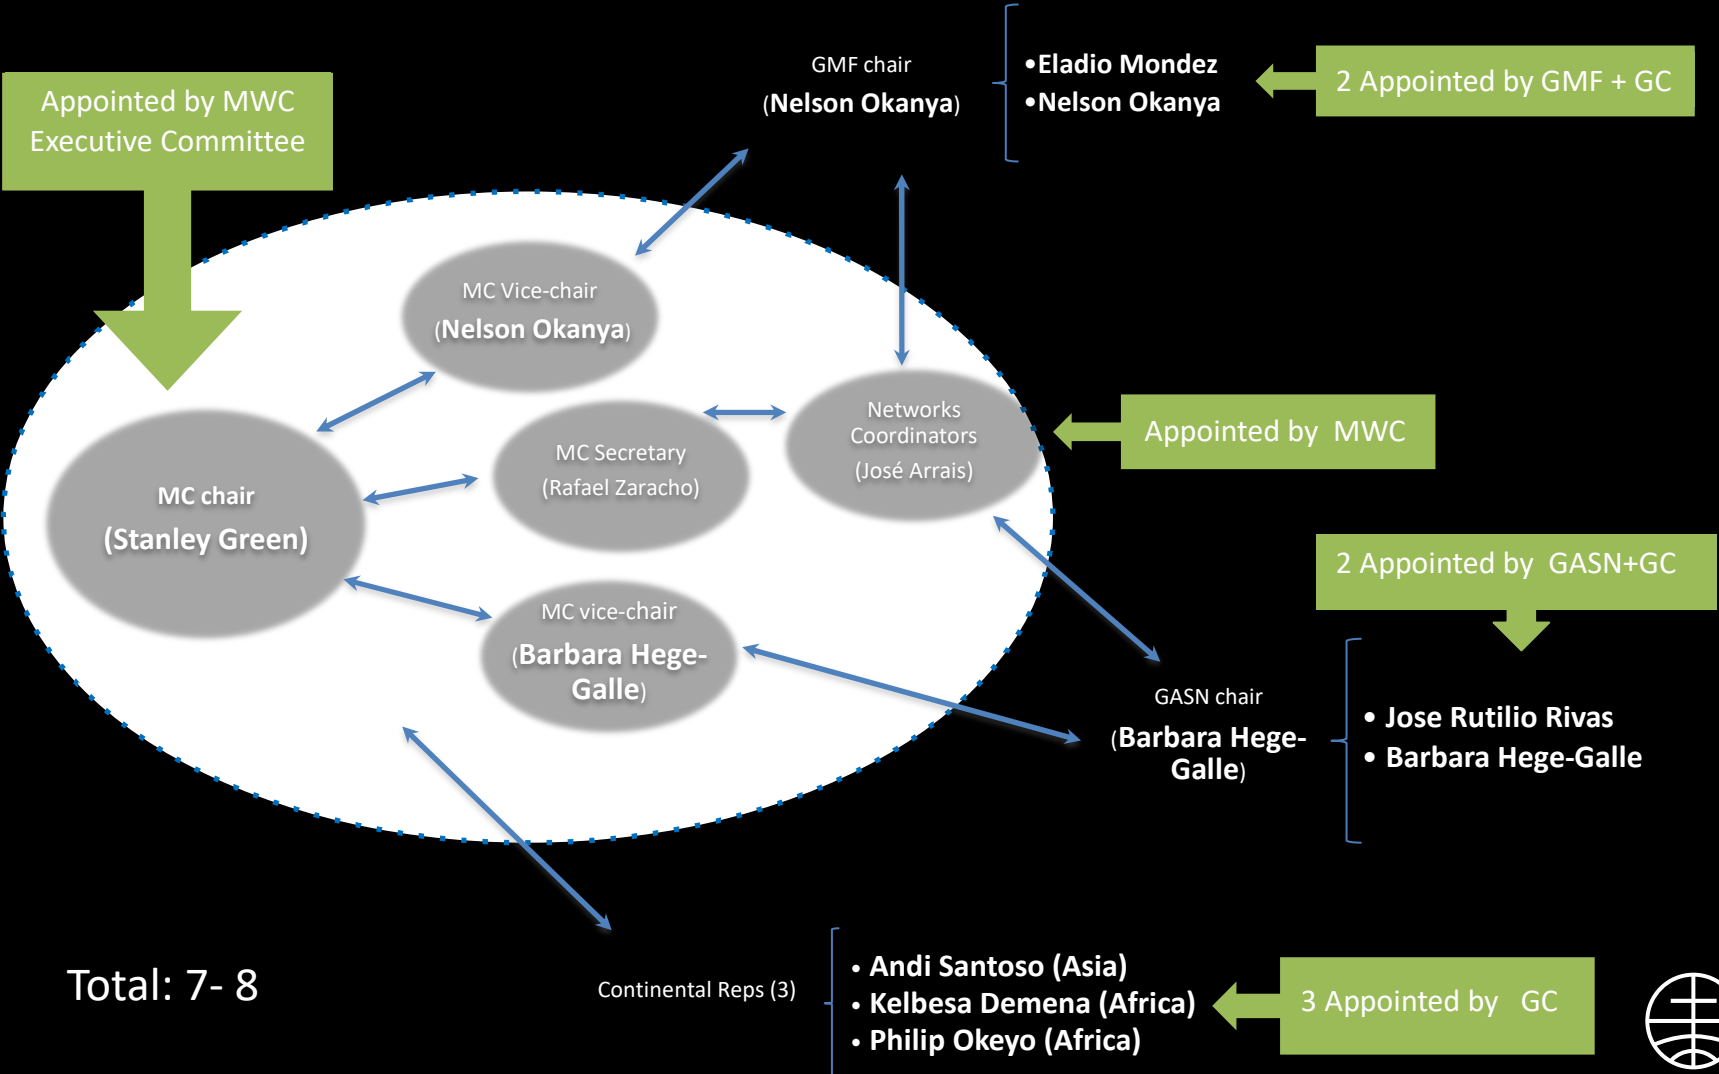 GMF chair
(Nelson Okanya)
•Eladio Mondez
•Nelson Okanya
2 Appointed by GMF + GC
Appointed by MWC
Executive Committee
MC Vice-chair
(Nelson Okanya)
Networks
Coordinators
(José Arrais)
Appointed by MWC
MC Secretary
(Rafael Zaracho)
MC chair
(Stanley Green)
2 Appointed by GASN+GC
MC vice-chair
(Barbara Hege-
Galle)
GASN chair
(Barbara Hege-
Galle)
• Jose Rutilio Rivas
• Barbara Hege-Galle
Total: 7- 8
Continental Reps (3)
• Andi Santoso (Asia)
• Kelbesa Demena (Africa)
• Philip Okeyo (Africa)
3 Appointed by GC